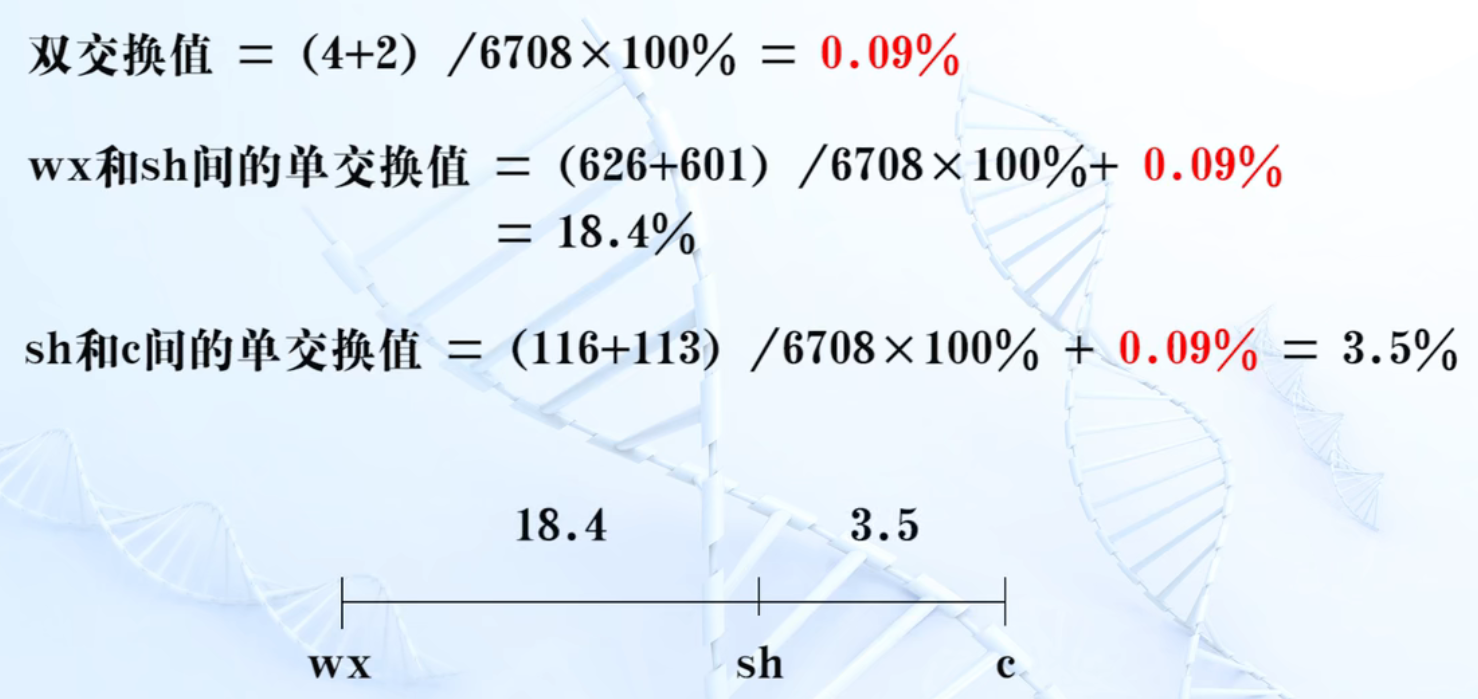 双交换值 = (4+2) /6708×100% = 0.09%
wx和sh间的单交换值 = (626+601) /6708×100%+ 0.09%
= 18.4%
sh和c间的单交换值 = (116+113) /6708×100% + 0.09% = 3.5%
18.4 3.5
wx sh c